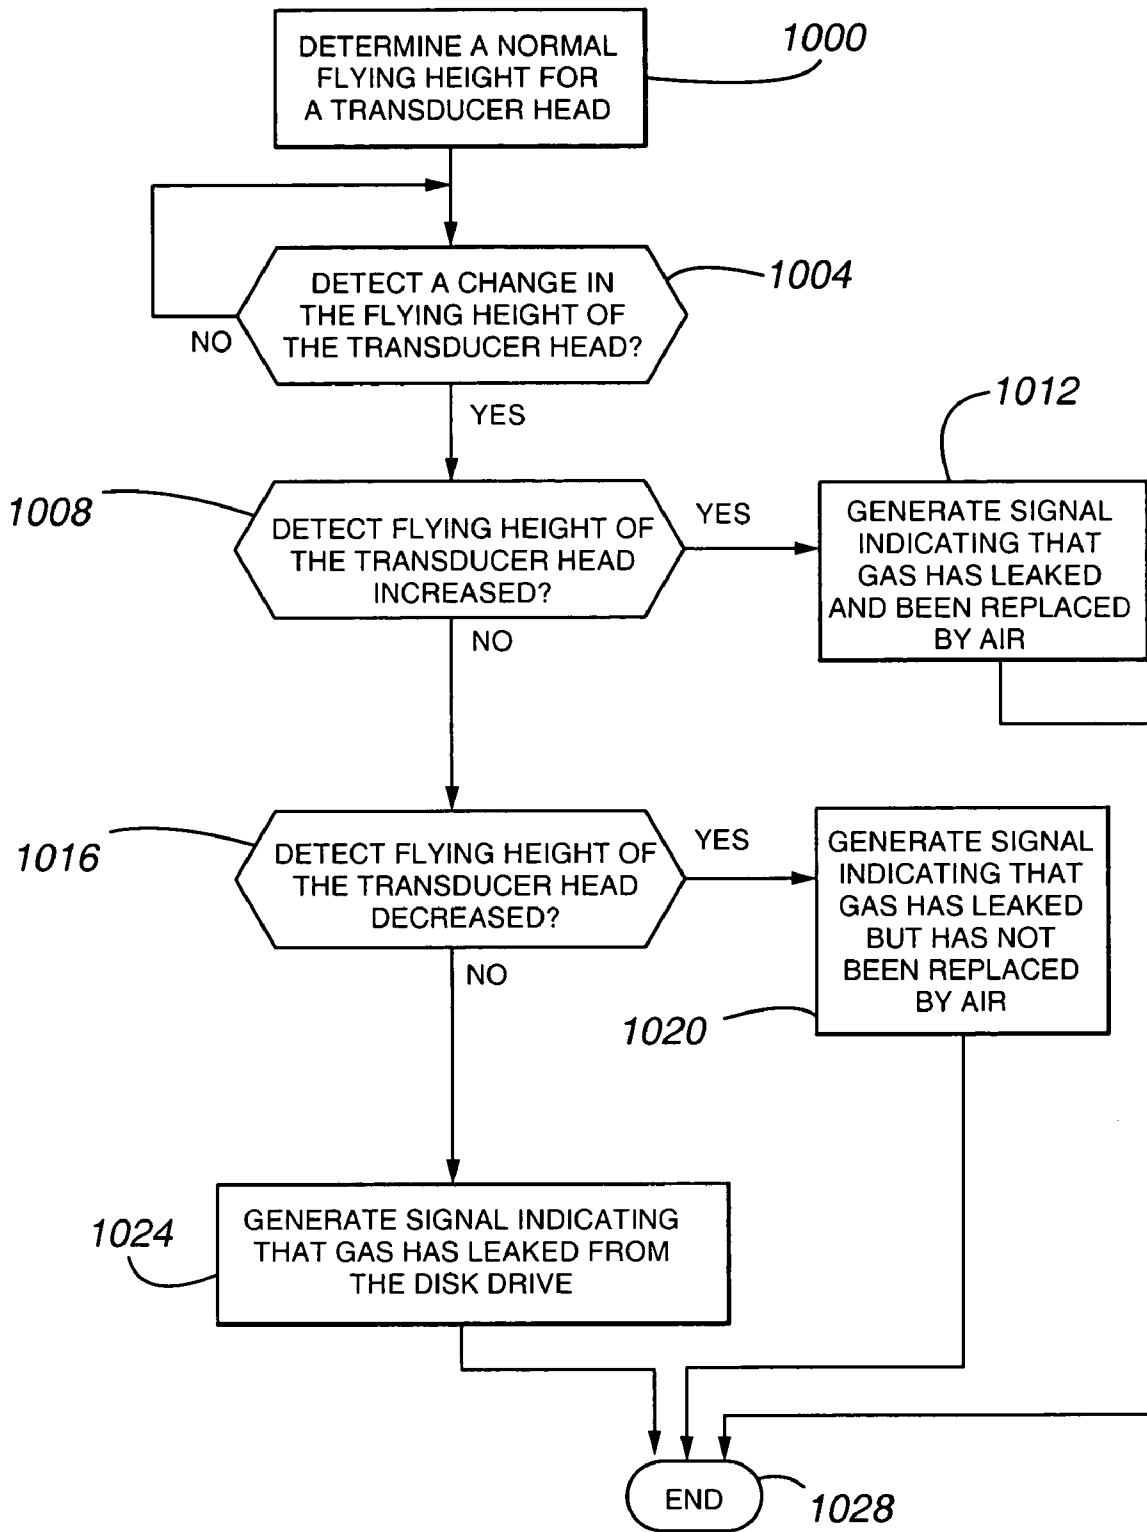 DETERMINE A NORMAL
FLYING HEIGHT FOR
A TRANSDUCER HEAD
1000
DETECT A CHANGE IN
THE FLYING HEIGHT OF
THE TRANSDUCER HEAD?
1004
NO
YES
1008
DETECT FLYING HEIGHT OF
THE TRANSDUCER HEAD
INCREASED?
YES
1012
GENERATE SIGNAL
INDICATING THAT
GAS HAS LEAKED
AND BEEN REPLACED
BY AIR
NO
1016
DETECT FLYING HEIGHT OF
THE TRANSDUCER HEAD
DECREASED?
YES
GENERATE SIGNAL
INDICATING THAT
GAS HAS LEAKED
BUT HAS NOT
BEEN REPLACED
BY AIR
1020
NO
1024
GENERATE SIGNAL INDICATING
THAT GAS HAS LEAKED FROM
THE DISK DRIVE
END
1028